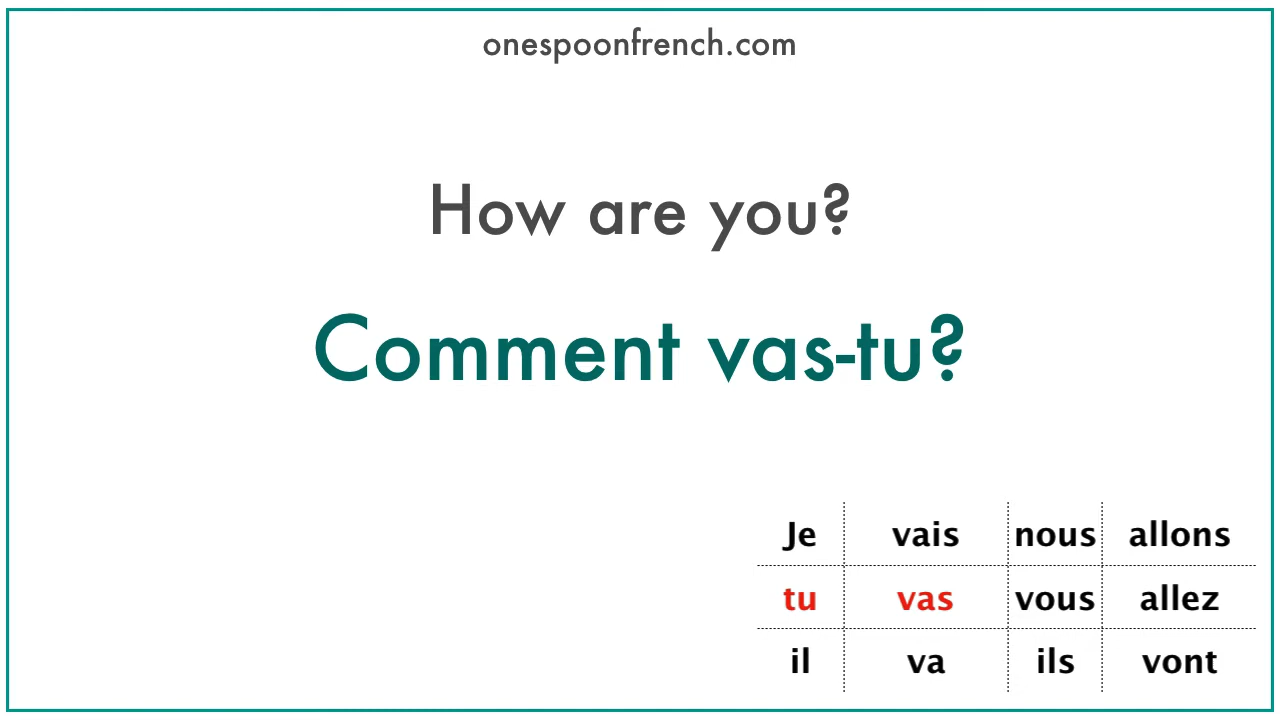 onespoonfrench.com
How are you?
Comment vas-tu?
Je vais nous allons
tu vas vous allez
il va ils vont